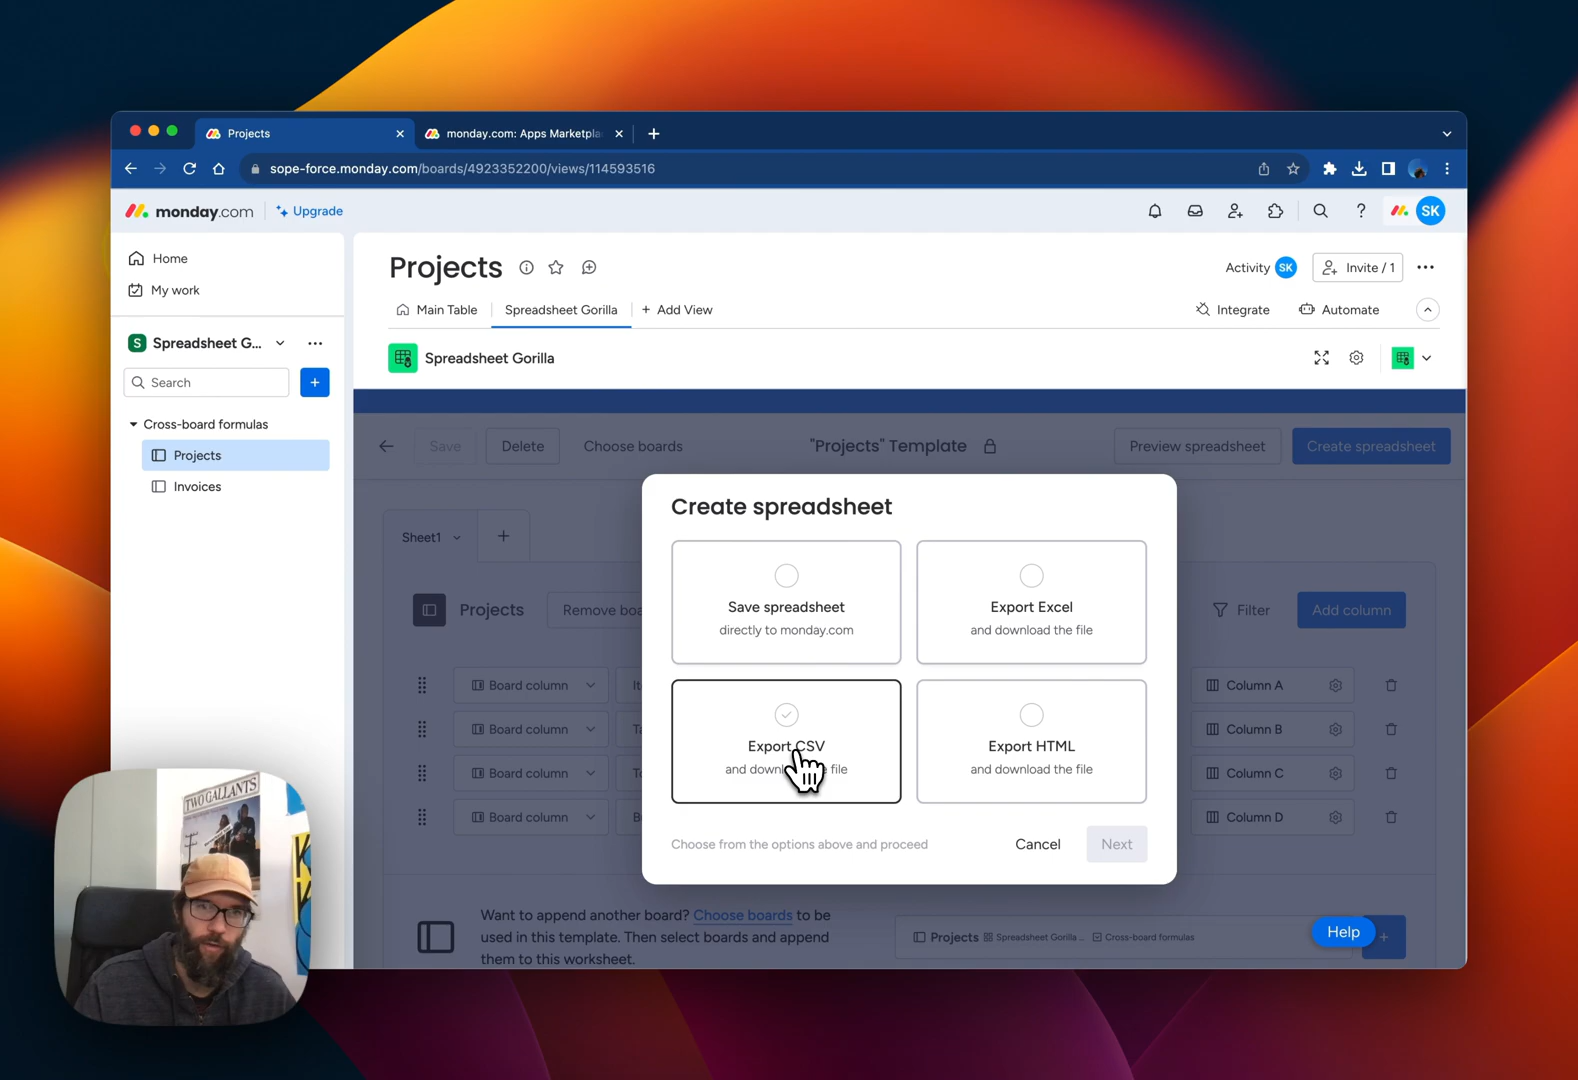 Projects
monday.com: Apps Marketpla
sope-force.monday.com/boards/4923352200/views/114593516
monday.com
Upgrade
SK
Home
My work
S
Spreadsheet G...
Search
Cross-board formulas
Projects
Invoices
Projects
Activity
SK
Invite / 1
Main Table
Spreadsheet Gorilla
+ Add View
Integrate
Automate
Spreadsheet Gorilla
Save
Delete
Choose boards
"Projects" Template
Preview spreadsheet
Create spreadsheet
Sheet1
Projects
Remove boa
Filter
Add column
Board column
Column A
Board column
Column B
Board column
Column C
Board column
Column D
Create spreadsheet
Save spreadsheet
directly to monday.com
Export Excel
and download the file
Export CSV
and downl e file
Export HTML
and download the file
Choose from the options above and proceed
Cancel
Next
Want to append another board? Choose boards to be
used in this template. Then select boards and append
them to this worksheet.
Projects
Spreadsheet Gorilla ...
Cross-board formulas
Help
TWO GALLANTS